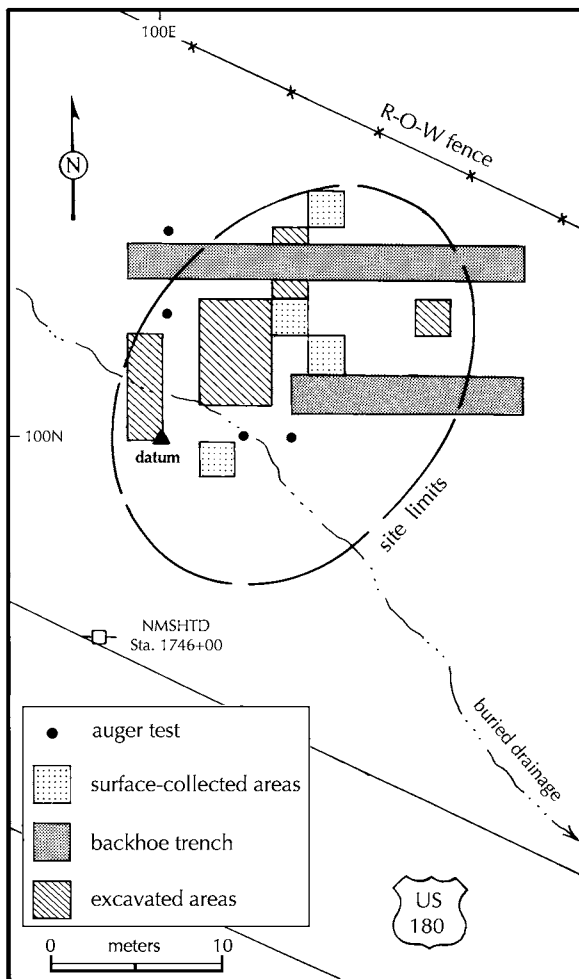 100E
R-O-W fence
N
100N
datum
site limits
NMSHTD
Sta. 1746+00
buried drainage
auger test
surface-collected areas
backhoe trench
excavated areas
0 meters 10
US
180